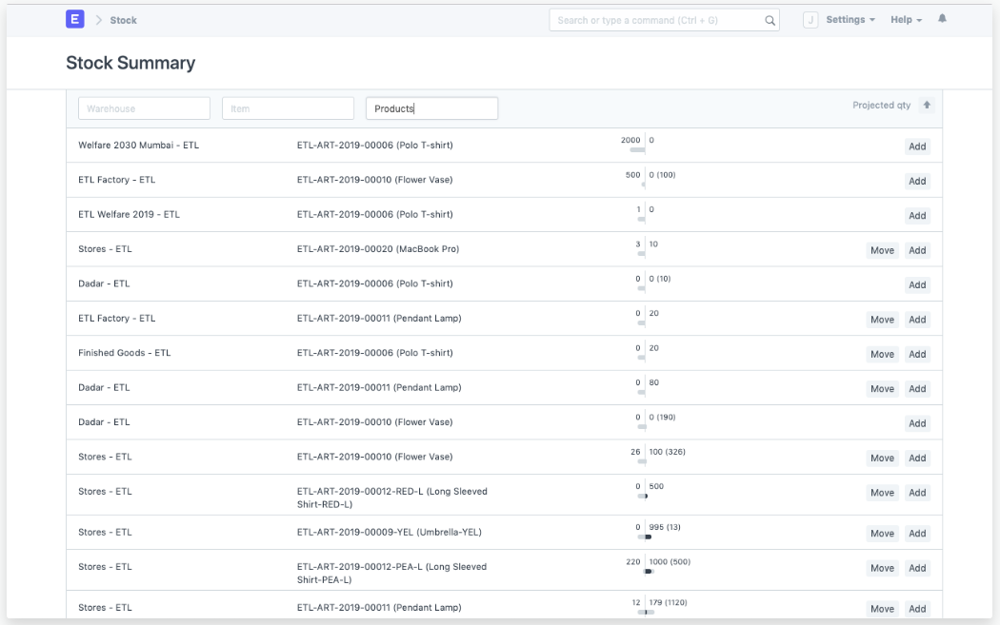 E > Stock Search or type a command (Ctrl + G) J Settings Help
Stock Summary
Warehouse Item Products Projected qty
Welfare 2030 Mumbai - ETL ETL-ART-2019-00006 (Polo T-shirt) 2000 0 Add
ETL Factory - ETL ETL-ART-2019-00010 (Flower Vase) 500 0 (100) Add
ETL Welfare 2019 - ETL ETL-ART-2019-00006 (Polo T-shirt) 1 0 Add
Stores - ETL ETL-ART-2019-00020 (MacBook Pro) 3 10 Move Add
Dadar - ETL ETL-ART-2019-00006 (Polo T-shirt) 0 0 (10) Add
ETL Factory - ETL ETL-ART-2019-00011 (Pendant Lamp) 0 20 Move Add
Finished Goods - ETL ETL-ART-2019-00006 (Polo T-shirt) 0 20 Move Add
Dadar - ETL ETL-ART-2019-00011 (Pendant Lamp) 0 80 Move Add
Dadar - ETL ETL-ART-2019-00010 (Flower Vase) 0 0 (190) Add
Stores - ETL ETL-ART-2019-00010 (Flower Vase) 26 100 (326) Move Add
Stores - ETL ETL-ART-2019-00012-RED-L (Long Sleeved 0 500 Move Add
Shirt-RED-L)
Stores - ETL ETL-ART-2019-00009-YEL (Umbrella-YEL) 0 995 (13) Move Add
Stores - ETL ETL-ART-2019-00012-PEA-L (Long Sleeved 220 1000 (500) Move Add
Shirt-PEA-L)
Stores - ETL ETL-ART-2019-00011 (Pendant Lamp) 12 179 (1120) Move Add